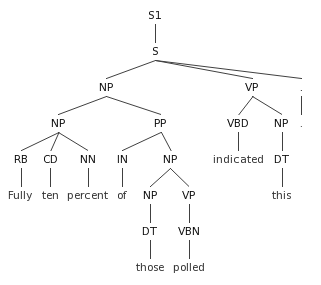 S1
S
NP VP .
NP PP VBD NP
RB CD NN IN NP indicated DT
Fully ten percent of NP VP this
DT VBN
those polled